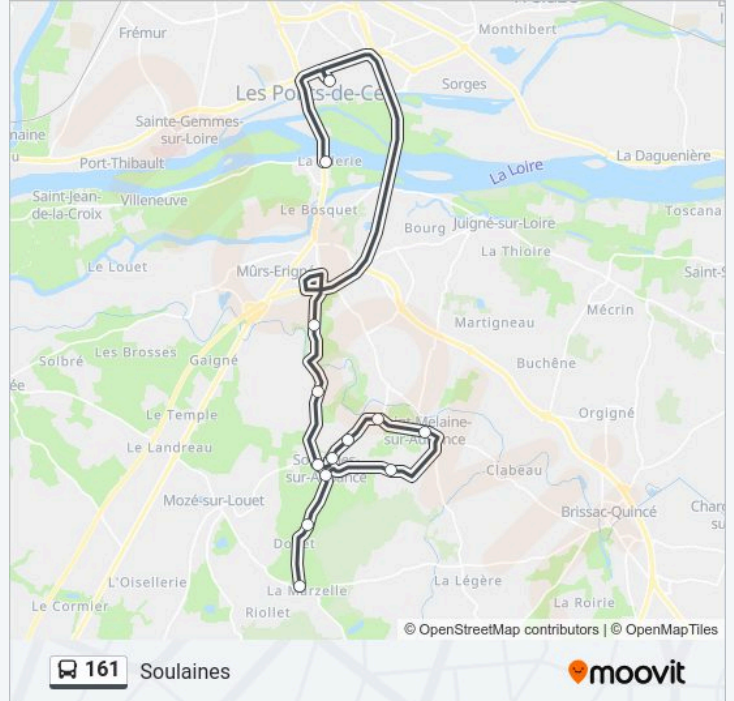 Monthibert
Frémur
Les Ponts-de-Cé
Sorges
Sainte-Gemmes-
sur-Loire
Port-Thibault
La Daguenière
La Loire
Saint-Jean-
de-la-Croix
Villeneuve
Le Bosquet
Toscana
Bourg
Juigné-sur-Loire
La Thioire
Le Louet
Mûrs-Erigné
Saint-S
Mécrin
Martigneau
Les Brosses
Solbré
Gaigné
Buchêne
Le Temple
Orgigné
Le Landreau
Clabeau
Mozé-sur-Louet
Brissac-Quincé
L'Oisellerie
La Légère
La Marzelle
Le Cormier
Riollet
La Roirie
© OpenStreetMap contributors | © OpenMapTiles
161 Soulaines
moovit